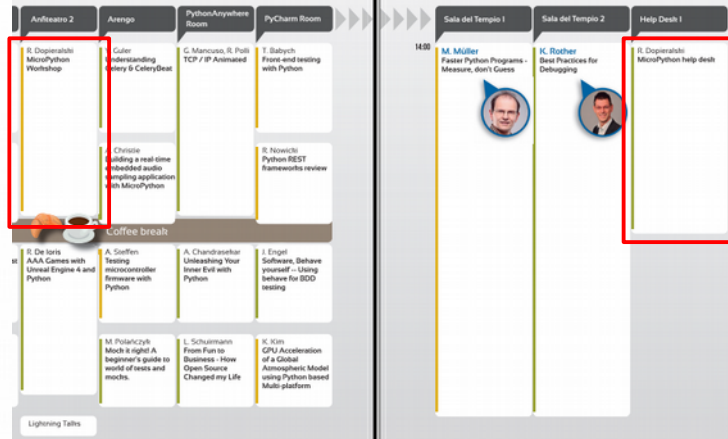 Anfiteatro 2
Arengo
PythonAnywhere
Room
PyCharm Room
R. Dopieralski
MicroPython
Workshop
Guler
Understanding
Celery & CeleryBeat
G. Mancuso, R. Polli
TCP / IP Animated
T. Babych
Front-end testing
with Python
Christie
Building a real-time
embedded audio
sampling application
with MicroPython
R. Nowicki
Python REST
frameworks review
Coffee break
R. De Ioris
AAA Games with
Unreal Engine 4 and
Python
A. Steffen
Testing
microcontroller
firmware with
Python
A. Chandrasekar
Unleashing Your
Inner Evil with
Python
J. Engel
Software, Behave
yourself -- Using
behave for BDD
testing
M. Polańczyk
Mock it right! A
beginner's guide to
world of tests and
mocks.
L. Schuirmann
From Fun to
Business - How
Open Source
Changed my Life
K. Kim
GPU Acceleration
of a Global
Atmospheric Model
using Python based
Multi-platform
Lightning Talks
Sala del Tempio 1
Sala del Tempio 2
Help Desk 1
14:00
M. Müller
Faster Python Programs -
Measure, don't Guess
K. Rother
Best Practices for
Debugging
R. Dopieralski
MicroPython help desk